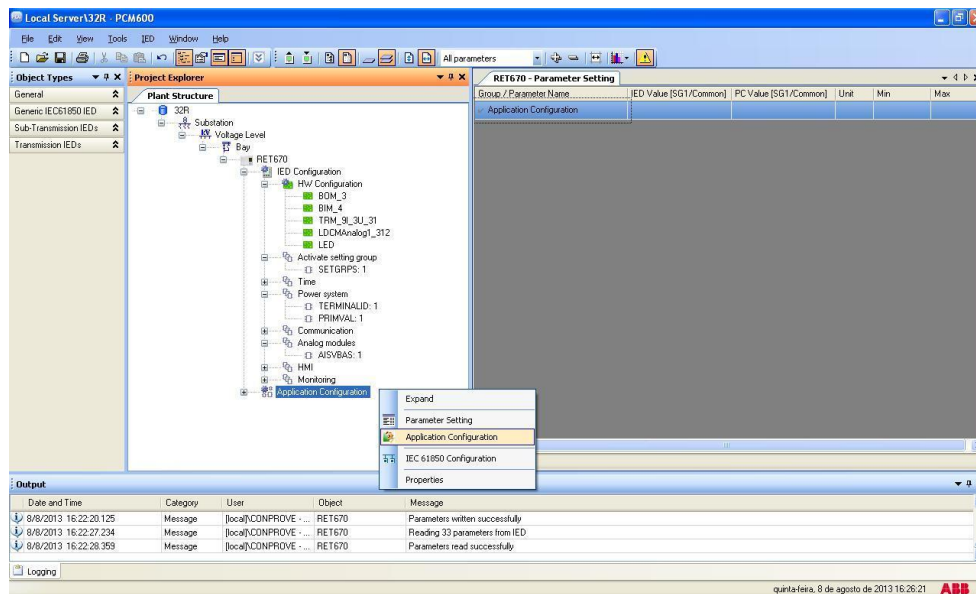 Local Server\32R - PCM600
File Edit View Tools IED Window Help
All parameters
Object Types
General
Generic IEC61850 IED
Sub-Transmission IEDs
Transmission IEDs
Project Explorer
Plant Structure
32R
Substation
Voltage Level
Bay
RET670
IED Configuration
HW Configuration
BOM_3
BIM_4
TRM_9I_3U_31
LDCMAnalog1_312
LED
Activate setting group
SETGRPS: 1
Time
Power system
TERMINALID: 1
PRIMVAL: 1
Communication
Analog modules
AISVBAS: 1
HMI
Monitoring
Application Configuration
Expand
Parameter Setting
Application Configuration
IEC 61850 Configuration
Properties
RET670 - Parameter Setting
Group / Parameter Name IED Value [SG1/Common] PC Value [SG1/Common] Unit Min Max
Application Configuration
Output
Date and Time Category User Object Message
8/8/2013 16:22:20.125 Message [local]\CONPROVE - ... RET670 Parameters written successfully
8/8/2013 16:22:27.234 Message [local]\CONPROVE - ... RET670 Reading 33 parameters from IED
8/8/2013 16:22:28.359 Message [local]\CONPROVE - ... RET670 Parameters read successfully
Logging
quinta-feira, 8 de agosto de 2013 16:26:21 ABB